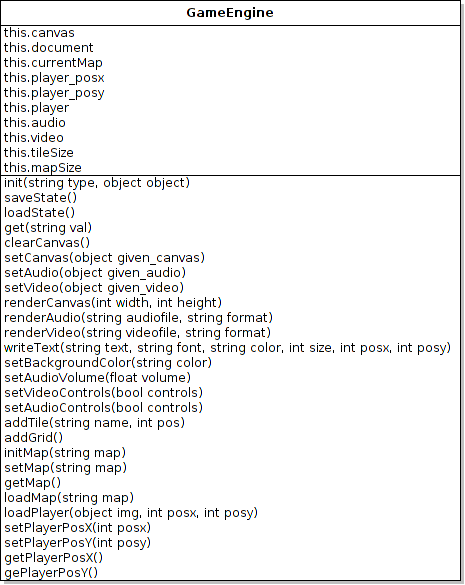 GameEngine
this.canvas
this.document
this.currentMap
this.player_posx
this.player_posy
this.player
this.audio
this.video
this.tileSize
this.mapSize
init(string type, object object)
saveState()
loadState()
get(string val)
clearCanvas()
setCanvas(object given_canvas)
setAudio(object given_audio)
setVideo(object given_video)
renderCanvas(int width, int height)
renderAudio(string audiofile, string format)
renderVideo(string videofile, string format)
writeText(string text, string font, string color, int size, int posx, int posy)
setBackgroundColor(string color)
setAudioVolume(float volume)
setVideoControls(bool controls)
setAudioControls(bool controls)
addTile(string name, int pos)
addGrid()
initMap(string map)
setMap(string map)
getMap()
loadMap(string map)
loadPlayer(object img, int posx, int posy)
setPlayerPosX(int posx)
setPlayerPosY(int posy)
getPlayerPosX()
gePlayerPosY()